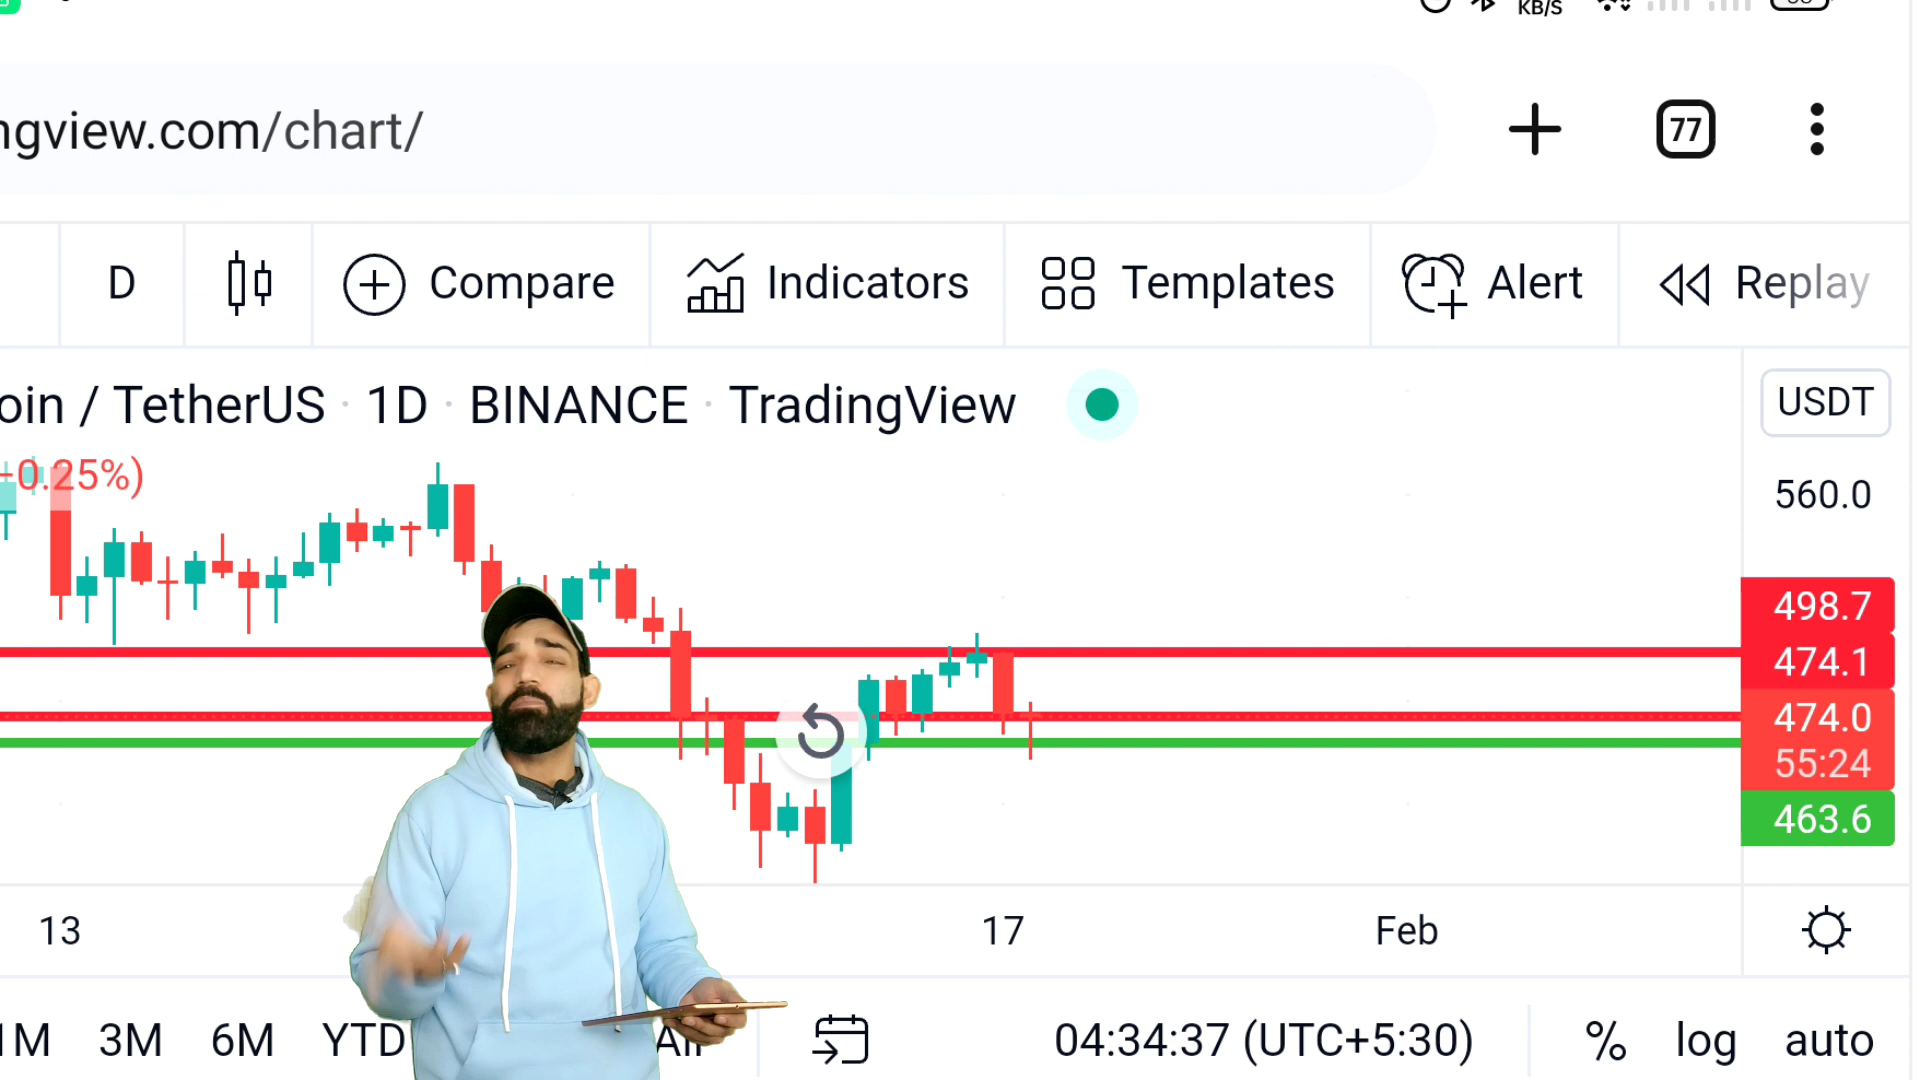 KB/S
ngview.com/chart/
77
D Compare Indicators Templates Alert Replay
oin / TetherUS · 1D · BINANCE · TradingView
USDT
0.25%)
560.0
498.7
474.1
474.0
55:24
463.6
13 17 Feb
1M 3M 6M YTD All 04:34:37 (UTC+5:30) % log auto